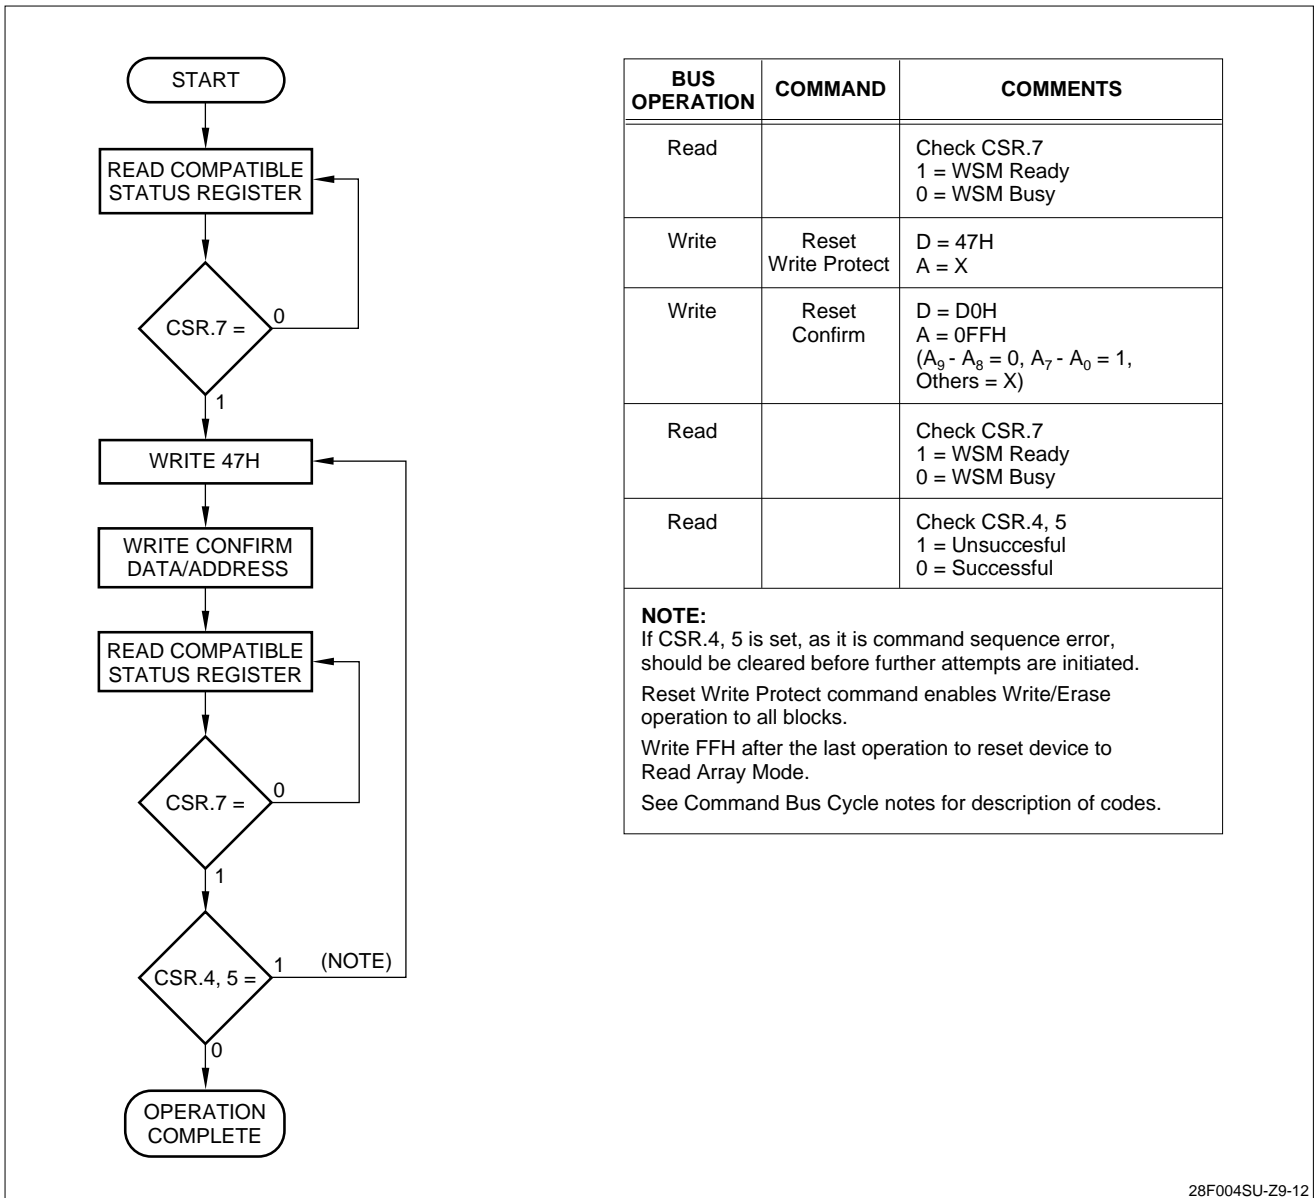 START
READ COMPATIBLE
STATUS REGISTER
CSR.7 =
0
1
WRITE 47H
WRITE CONFIRM
DATA/ADDRESS
READ COMPATIBLE
STATUS REGISTER
CSR.7 =
0
1
CSR.4, 5 =
1
(NOTE)
0
OPERATION
COMPLETE
BUS
OPERATION
COMMAND
COMMENTS
Read
Check CSR.7
1 = WSM Ready
0 = WSM Busy
Write
Reset
Write Protect
D = 47H
A = X
Write
Reset
Confirm
D = D0H
A = 0FFH
(A9 - A8 = 0, A7 - A0 = 1,
Others = X)
Read
Check CSR.7
1 = WSM Ready
0 = WSM Busy
Read
Check CSR.4, 5
1 = Unsuccesful
0 = Successful
NOTE:
If CSR.4, 5 is set, as it is command sequence error,
should be cleared before further attempts are initiated.
Reset Write Protect command enables Write/Erase
operation to all blocks.
Write FFH after the last operation to reset device to
Read Array Mode.
See Command Bus Cycle notes for description of codes.
28F004SU-Z9-12